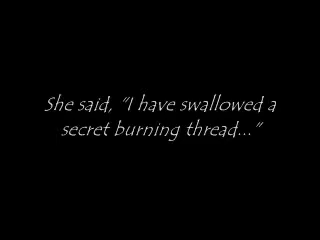 She said, "I have swallowed a
secret burning thread..."